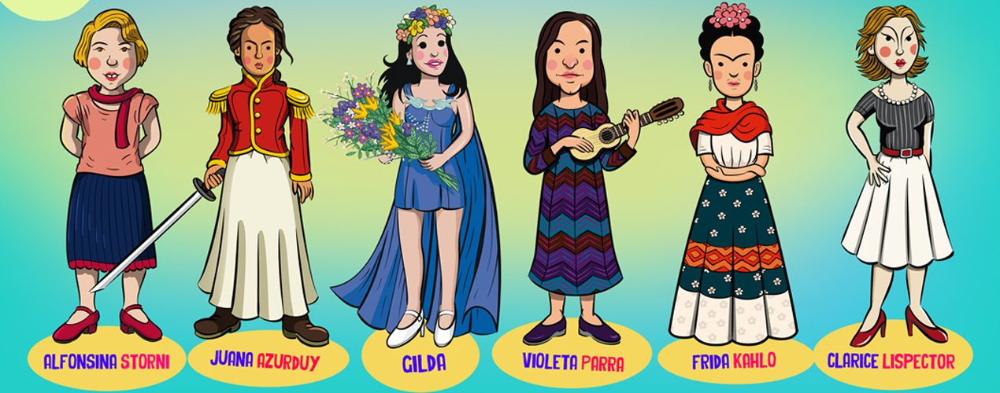 ALFONSINA STORNI
JUANA AZURDUY
GILDA
VIOLETA PARRA
FRIDA KAHLO
CLARICE LISPECTOR